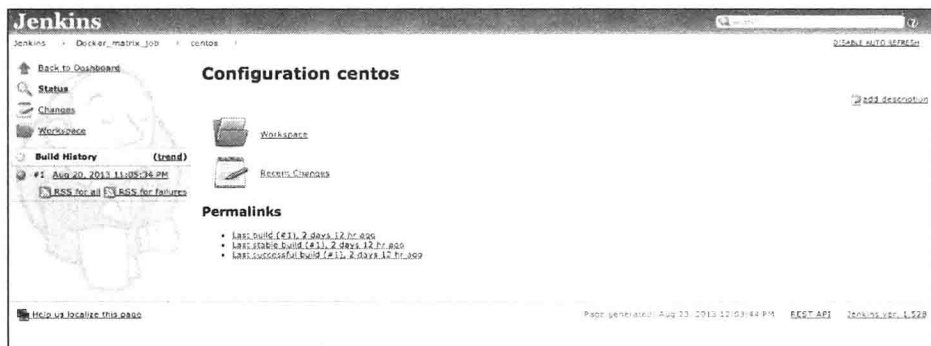 Jenkins
Jenkins › Docker_matrix_job › centos ›
DISABLE AUTO REFRESH
Back to Dashboard
Status
Changes
Workspace
Build History (trend)
#1 Aug 20, 2013 11:05:34 PM
RSS for all RSS for failures
Configuration centos
add description
Workspace
Recent Changes
Permalinks
• Last build (#1), 2 days 12 hr ago
• Last stable build (#1), 2 days 12 hr ago
• Last successful build (#1), 2 days 12 hr ago
Help us localize this page
Page generated: Aug 23, 2013 12:03:44 PM REST API Jenkins ver. 1.528